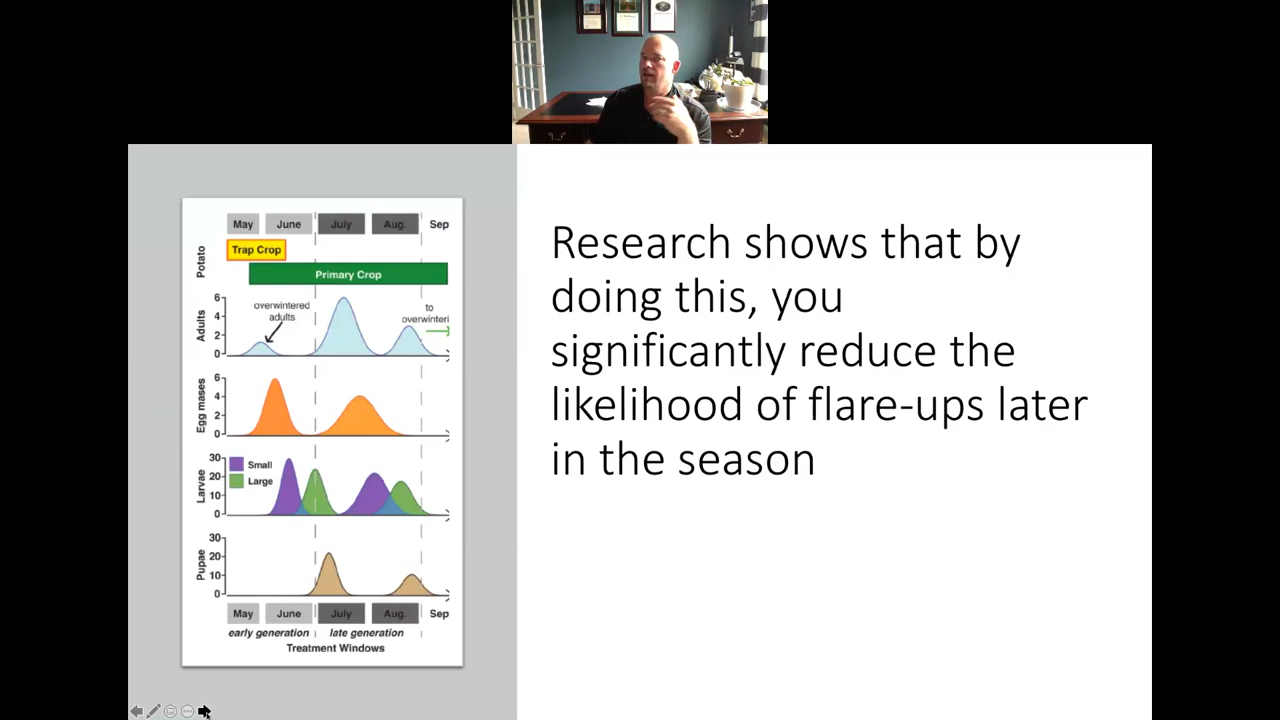 May June July Aug. Sep
Potato
Trap Crop
Primary Crop
Adults
6
4
2
0
overwintered
adults
to
overwinteri
Egg mases
6
4
2
0
Larvae
30
20
10
0
Small
Large
Pupae
30
20
10
0
May June July Aug. Sep
early generation late generation
Treatment Windows
Research shows that by
doing this, you
significantly reduce the
likelihood of flare-ups later
in the season